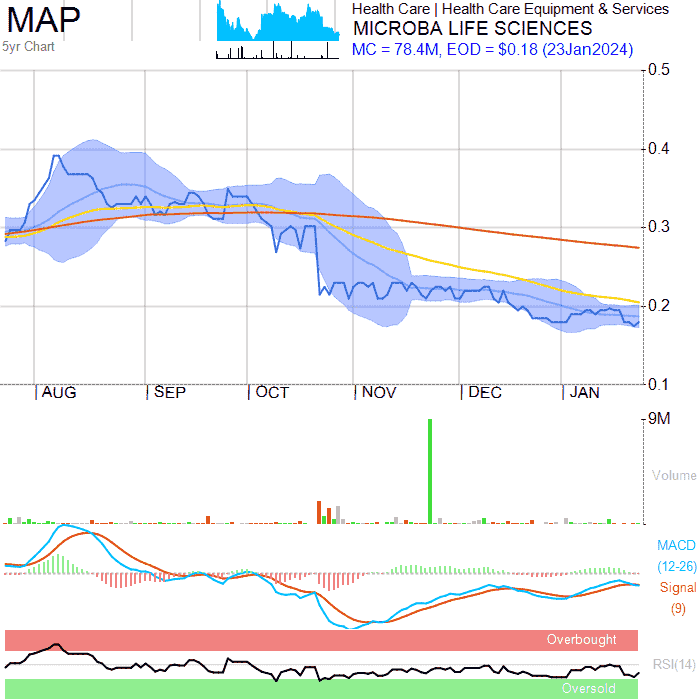 MAP
5yr Chart
Health Care | Health Care Equipment & Services
MICROBA LIFE SCIENCES
MC = 78.4M, EOD = $0.18 (23Jan2024)
0.5
0.4
0.3
0.2
0.1
AUG SEP OCT NOV DEC JAN
9M
Volume
MACD
(12-26)
Signal
(9)
Overbought
RSI(14)
Oversold